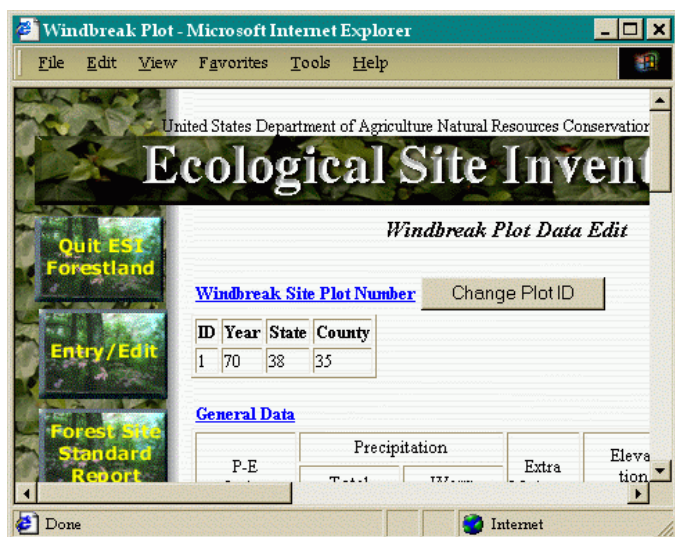 Windbreak Plot - Microsoft Internet Explorer
File Edit View Favorites Tools Help
United States Department of Agriculture Natural Resources Conservation
Ecological Site Invent
Windbreak Plot Data Edit
Quit ESI
Forestland
Windbreak Site Plot Number Change Plot ID
ID Year State County
1 70 38 35
Entry/Edit
General Data
Forest Site
Standard
Report
Precipitation
P-E
Extra
Eleva
tion
Total
Done Internet